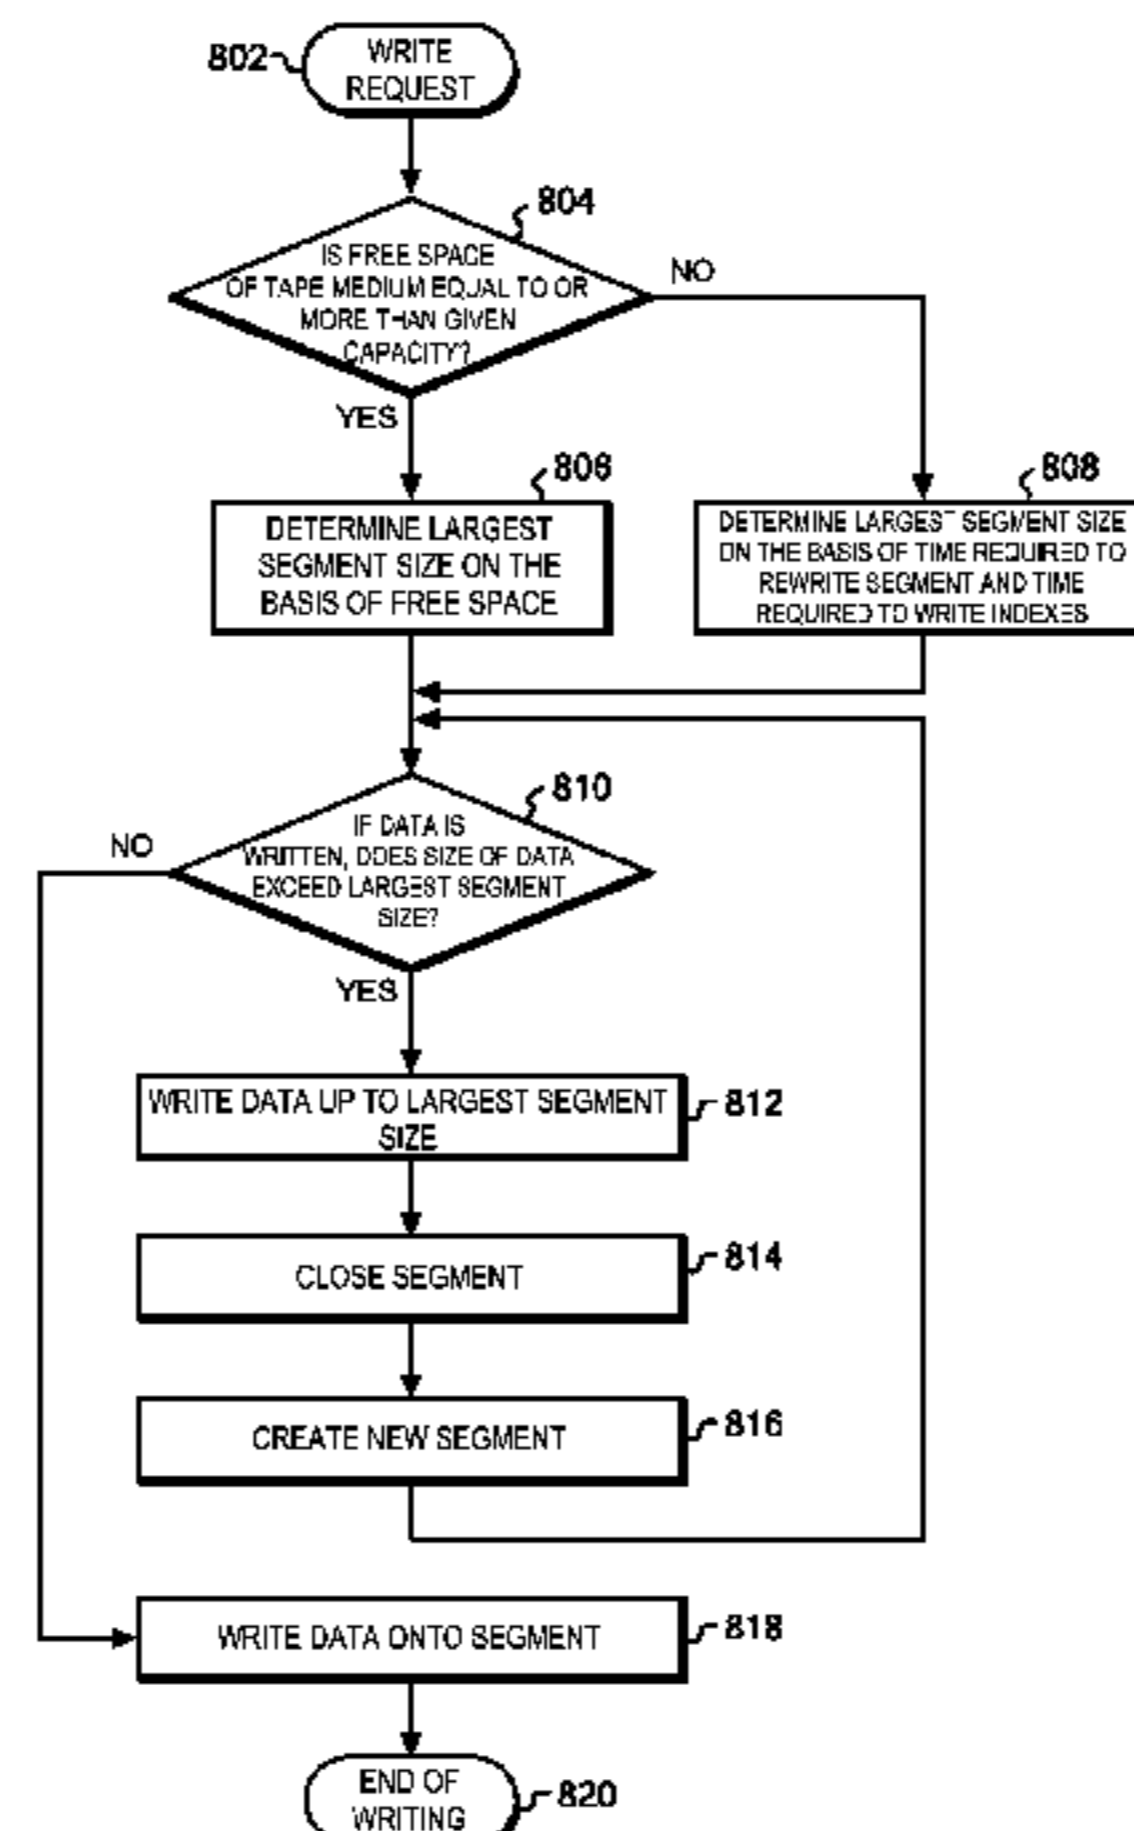 802
WRITE
REQUEST
804
IS FREE SPACE
OF TAPE MEDIUM EQUAL TO OR
MORE THAN GIVEN
CAPACITY?
NO
YES
806
DETERMINE LARGEST
SEGMENT SIZE ON THE
BASIS OF FREE SPACE
808
DETERMINE LARGEST SEGMENT SIZE
ON THE BASIS OF TIME REQUIRED TO
REWRITE SEGMENT AND TIME
REQUIRED TO WRITE INDEXES
810
IF DATA IS
WRITTEN, DOES SIZE OF DATA
EXCEED LARGEST SEGMENT
SIZE?
NO
YES
WRITE DATA UP TO LARGEST SEGMENT
SIZE
812
CLOSE SEGMENT
814
CREATE NEW SEGMENT
816
WRITE DATA ONTO SEGMENT
818
END OF
WRITING
820